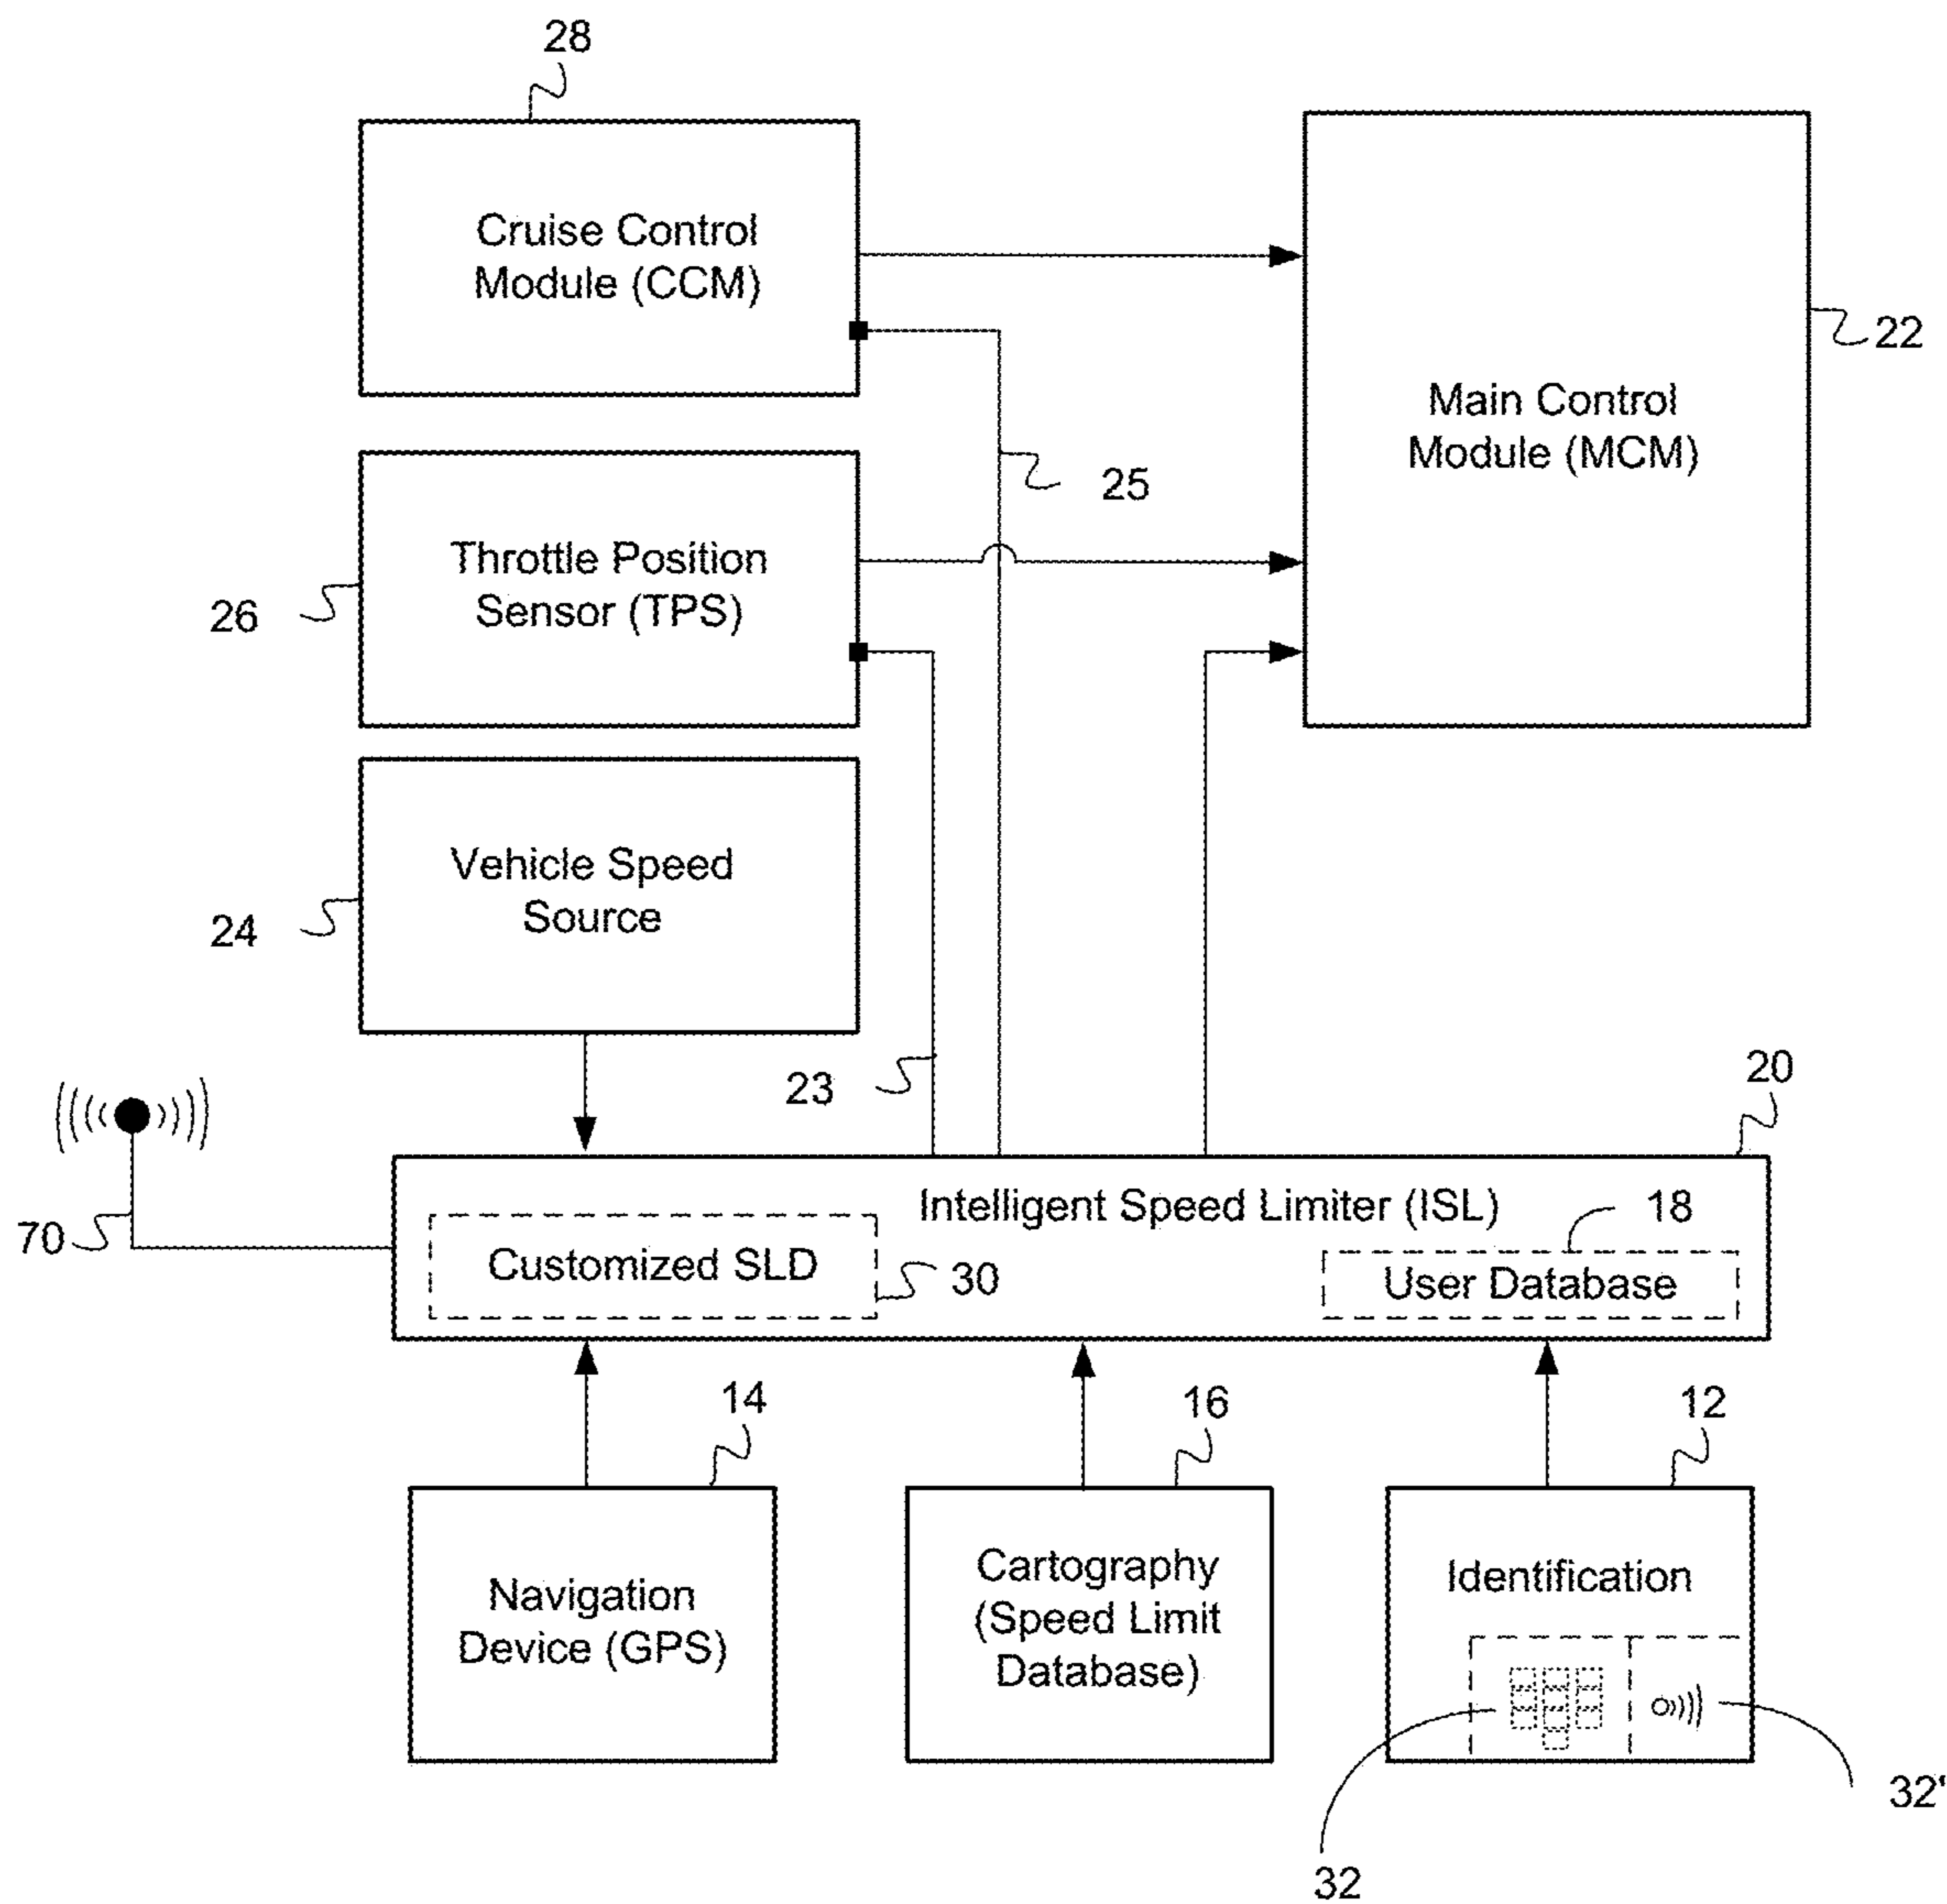 28
Cruise Control
Module (CCM)
22
Main Control
Module (MCM)
25
Throttle Position
Sensor (TPS)
26
Vehicle Speed
Source
24
23
20
70
Intelligent Speed Limiter (ISL)
18
Customized SLD
30
User Database
14
16
12
Navigation
Device (GPS)
Cartography
(Speed Limit
Database)
Identification
32
32'